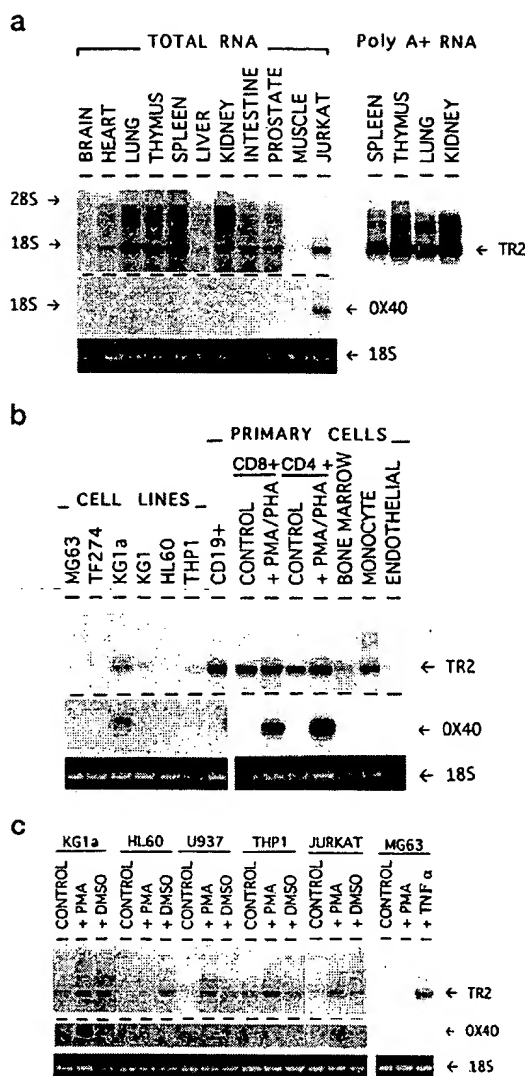 a
TOTAL RNA
Poly A+ RNA
BRAIN
HEART
LUNG
THYMUS
SPLEEN
LIVER
KIDNEY
INTESTINE
PROSTATE
MUSCLE
JURKAT
SPLEEN
THYMUS
LUNG
KIDNEY
28S →
18S →
← TR2
18S →
← OX40
← 18S
b
PRIMARY CELLS
CD8+ CD4 +
CELL LINES
MG63
TF274
KG1a
KG1
HL60
THP1
CD19+
CONTROL
+ PMA/PHA
CONTROL
+ PMA/PHA
BONE MARROW
MONOCYTE
ENDOTHELIAL
← TR2
← OX40
← 18S
c
KG1a HL60 U937 THP1 JURKAT MG63
CONTROL
+ PMA
+ DMSO
CONTROL
+ PMA
+ DMSO
CONTROL
+ PMA
+ DMSO
CONTROL
+ PMA
+ DMSO
CONTROL
+ PMA
+ DMSO
CONTROL
+ PMA
+ TNFα
← TR2
← OX40
← 18S